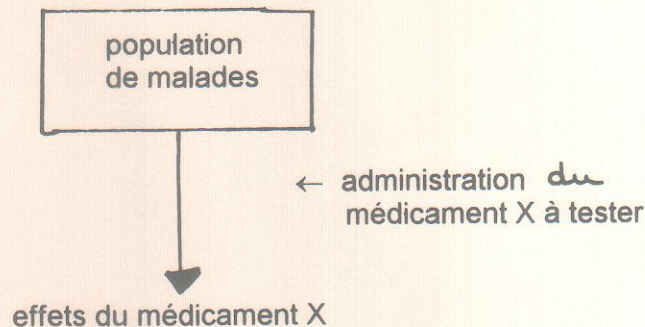 population
de malades
← administration du
médicament X à tester
effets du médicament X